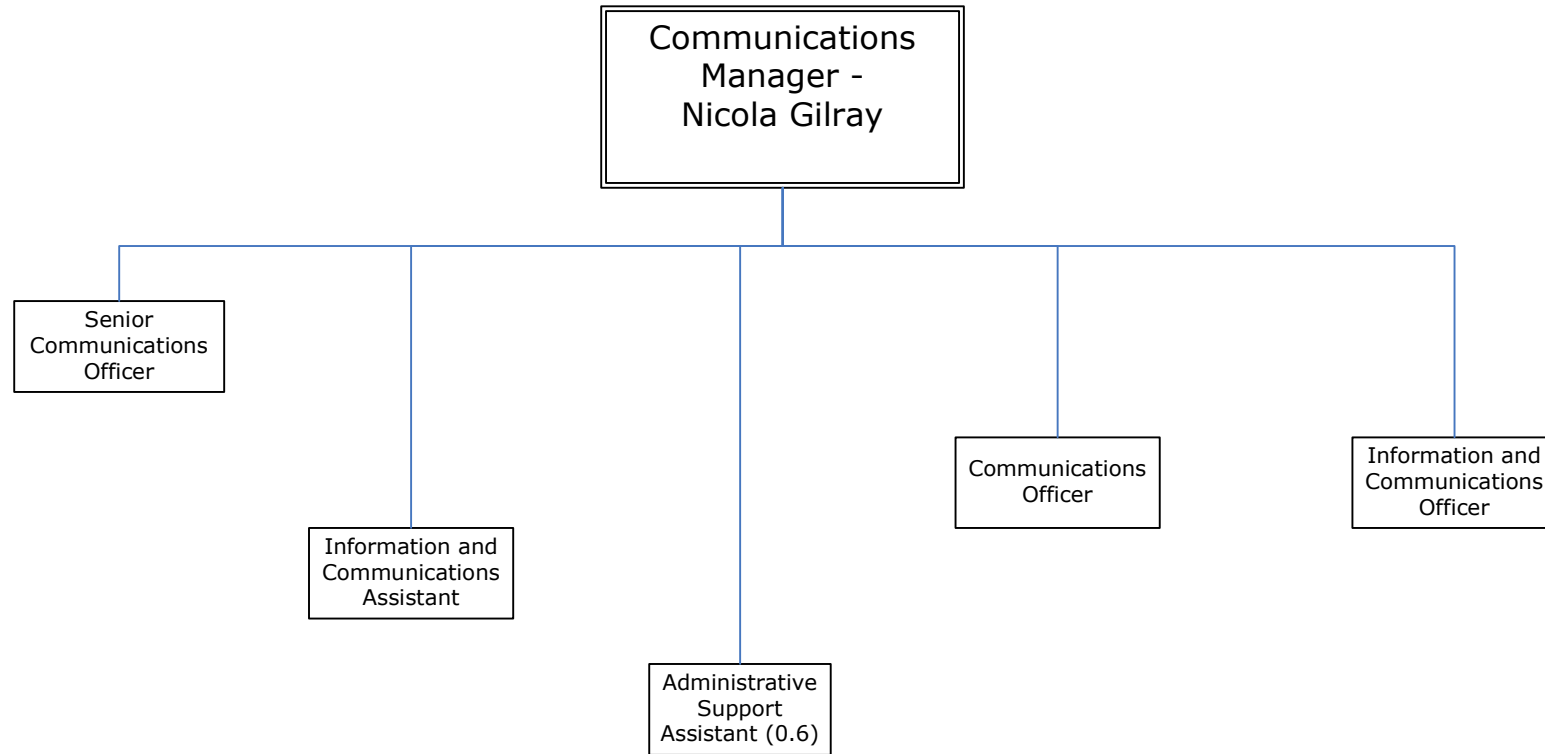 Communications
Manager -
Nicola Gilray
Senior
Communications
Officer
Communications
Officer
Information and
Communications
Officer
Information and
Communications
Assistant
Administrative
Support
Assistant (0.6)